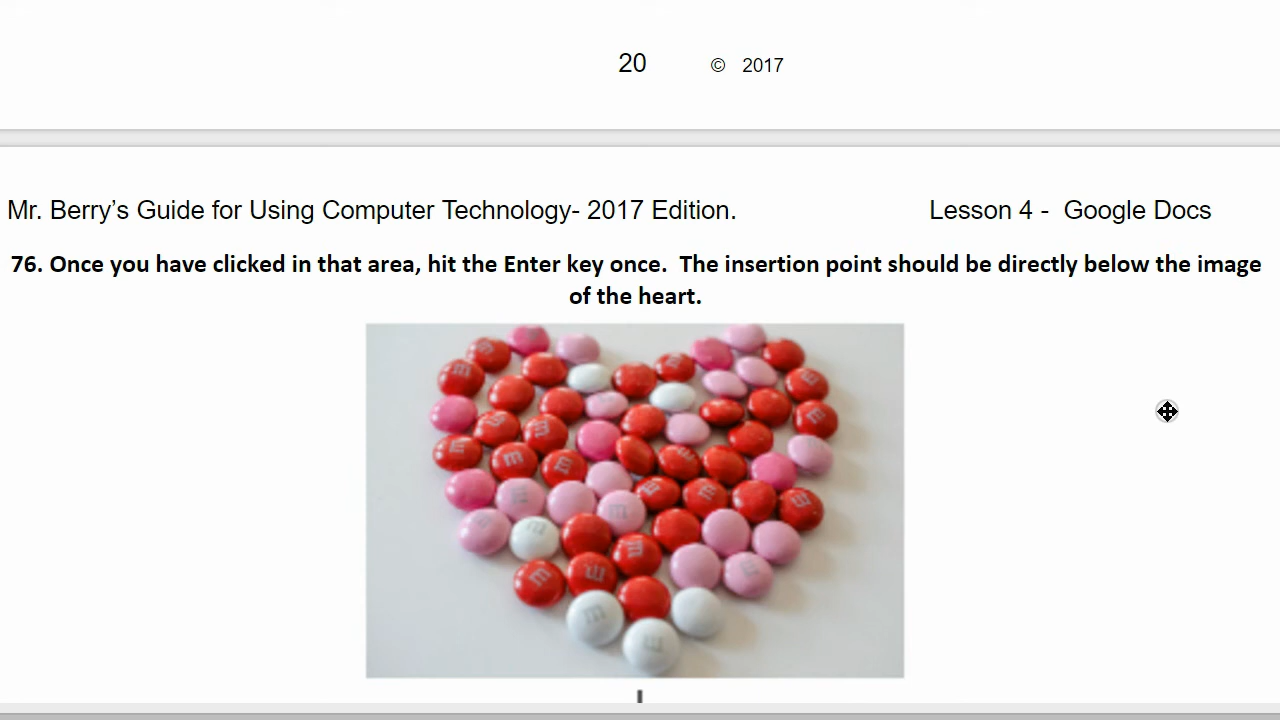 20 © 2017
Mr. Berry’s Guide for Using Computer Technology- 2017 Edition. Lesson 4 - Google Docs
76. Once you have clicked in that area, hit the Enter key once. The insertion point should be directly below the image
of the heart.